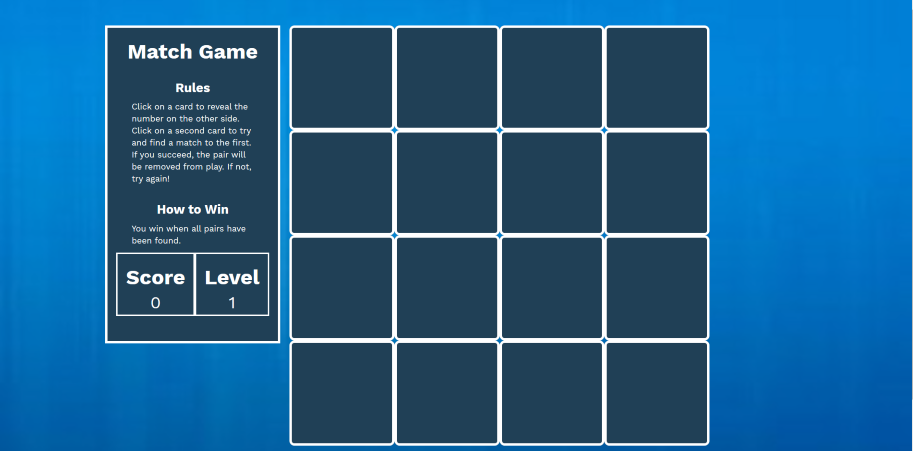 Match Game
Rules
Click on a card to reveal the
number on the other side.
Click on a second card to try
and find a match to the first.
If you succeed, the pair will
be removed from play. If not,
try again!
How to Win
You win when all pairs have
been found.
Score Level
0 1